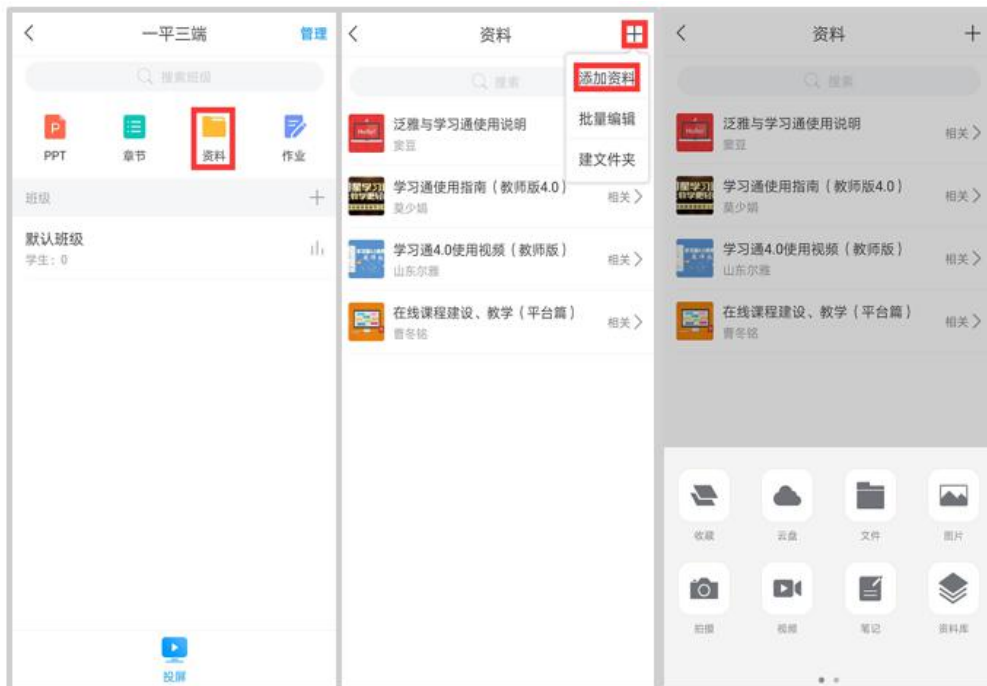 一平三端
管理
搜索班级
PPT
章节
资料
作业
班级
默认班级
学生：0
投屏
资料
搜索
添加资料
批量编辑
建文件夹
泛雅与学习通使用说明
窦豆
学习通使用指南（教师版4.0）
莫少娟
相关
学习通4.0使用视频（教师版）
山东尔雅
相关
在线课程建设、教学（平台篇）
曹冬铭
相关
资料
搜索
泛雅与学习通使用说明
窦豆
相关
学习通使用指南（教师版4.0）
莫少娟
相关
学习通4.0使用视频（教师版）
山东尔雅
相关
在线课程建设、教学（平台篇）
曹冬铭
相关
收藏
云盘
文件
图片
拍摄
视频
笔记
资料库